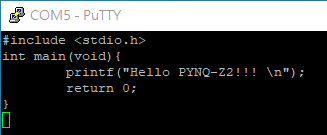 COM5 - PuTTY
#include <stdio.h>
int main(void){
        printf("Hello PYNQ-Z2!!! \n");
        return 0;
}